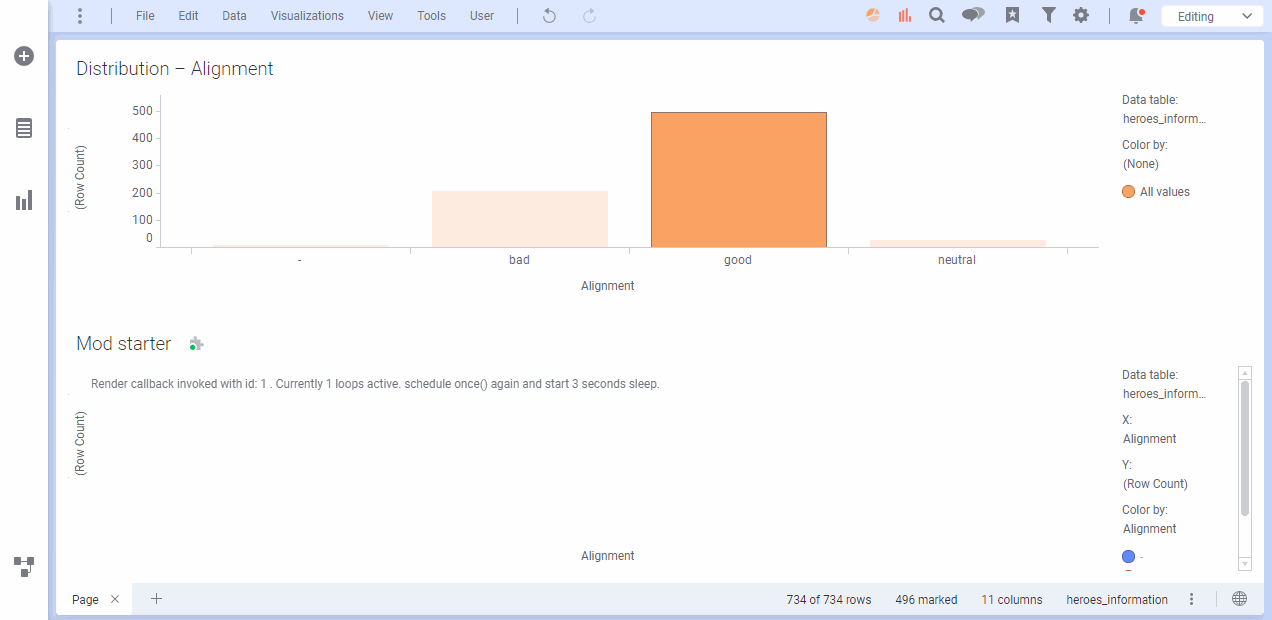 File Edit Data Visualizations View Tools User Editing
Distribution – Alignment
500
400
300
200
100
0
(Row Count)
- bad good neutral
Alignment
Data table:
heroes_inform...
Color by:
(None)
All values
Mod starter
Render callback invoked with id: 1 . Currently 1 loops active. schedule once() again and start 3 seconds sleep.
(Row Count)
Alignment
Data table:
heroes_inform...
X:
Alignment
Y:
(Row Count)
Color by:
Alignment
-
Page 734 of 734 rows 496 marked 11 columns heroes_information